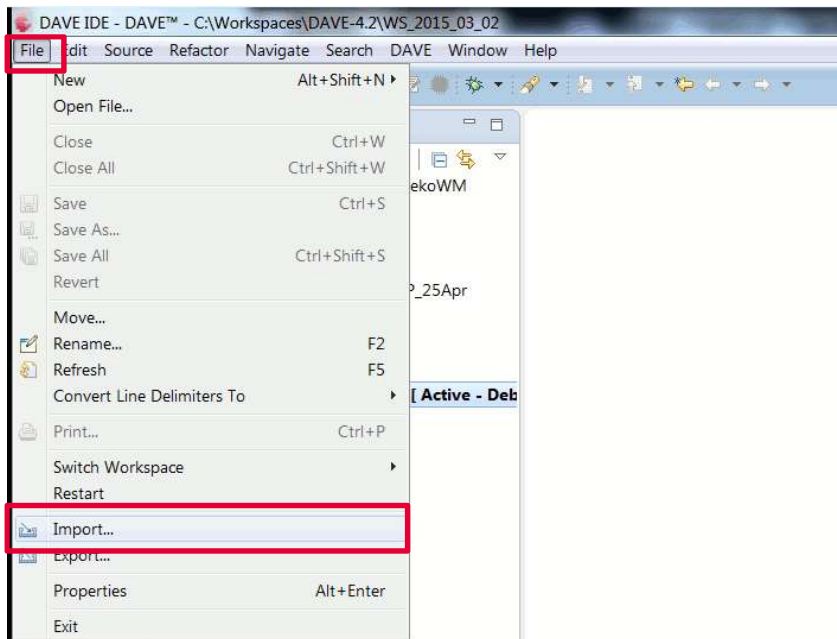 DAVE IDE - DAVE™ - C:\Workspaces\DAVE-4.2\WS_2015_03_02
File Edit Source Refactor Navigate Search DAVE Window Help
New Alt+Shift+N
Open File...
Close Ctrl+W
Close All Ctrl+Shift+W
ekoWM
Save Ctrl+S
Save As...
Save All Ctrl+Shift+S
Revert
P_25Apr
Move...
Rename... F2
Refresh F5
Convert Line Delimiters To
[ Active - Deb
Print... Ctrl+P
Switch Workspace
Restart
Import...
Export...
Properties Alt+Enter
Exit